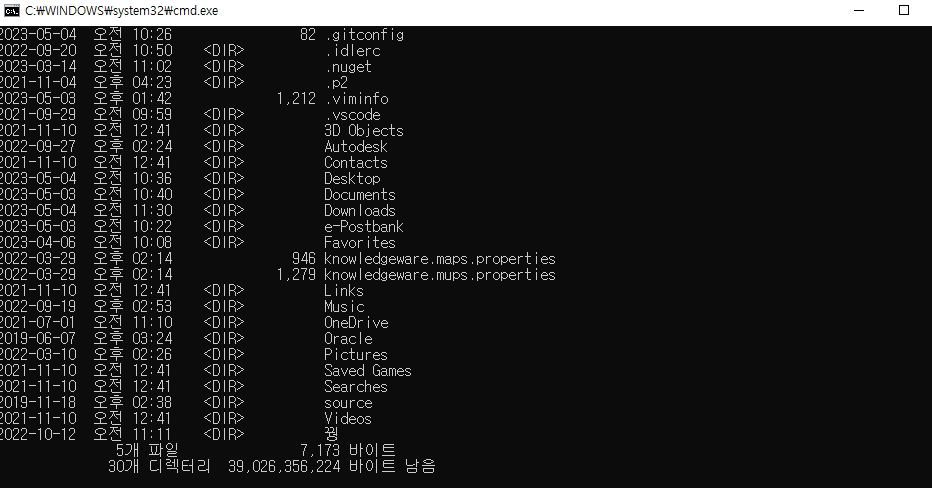 C:₩WINDOWS₩system32₩cmd.exe
2023-05-04 오전 10:26 82 .gitconfig
2022-09-20 오전 10:50 <DIR> .idlerc
2023-03-14 오전 11:02 <DIR> .nuget
2021-11-04 오후 04:23 <DIR> .p2
2023-05-03 오후 01:42 1,212 .viminfo
2021-09-29 오전 09:59 <DIR> .vscode
2021-11-10 오전 12:41 <DIR> 3D Objects
2022-09-27 오후 02:24 <DIR> Autodesk
2021-11-10 오전 12:41 <DIR> Contacts
2023-05-04 오전 10:36 <DIR> Desktop
2023-05-03 오전 10:40 <DIR> Documents
2023-05-04 오전 11:30 <DIR> Downloads
2023-05-03 오전 10:22 <DIR> e-Postbank
2023-04-06 오전 10:08 <DIR> Favorites
2022-03-29 오후 02:14 946 knowledgeware.maps.properties
2022-03-29 오후 02:14 1,279 knowledgeware.mups.properties
2021-11-10 오전 12:41 <DIR> Links
2022-09-19 오후 02:53 <DIR> Music
2021-07-01 오전 11:10 <DIR> OneDrive
2019-06-07 오후 03:24 <DIR> Oracle
2022-03-10 오후 02:26 <DIR> Pictures
2021-11-10 오전 12:41 <DIR> Saved Games
2021-11-10 오전 12:41 <DIR> Searches
2019-11-18 오후 02:38 <DIR> source
2021-11-10 오전 12:41 <DIR> Videos
2022-10-12 오전 11:11 <DIR>
5개 파일 7,173 바이트
30개 디렉터리 39,026,356,224 바이트 남음